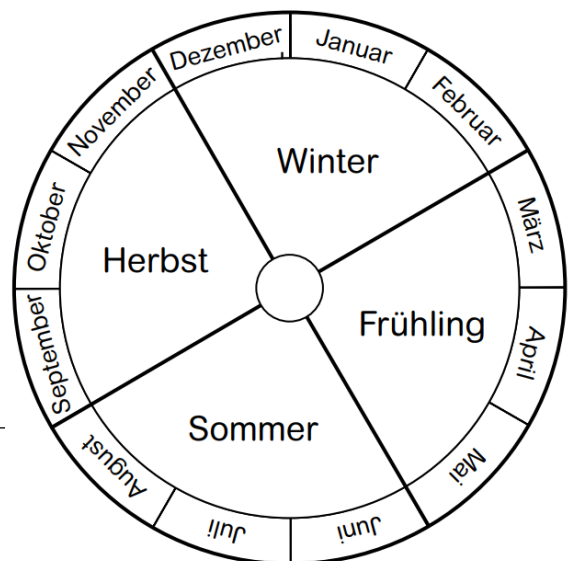 Dezember
Januar
Februar
März
April
Mai
Juni
Juli
August
September
Oktober
November
Winter
Frühling
Sommer
Herbst